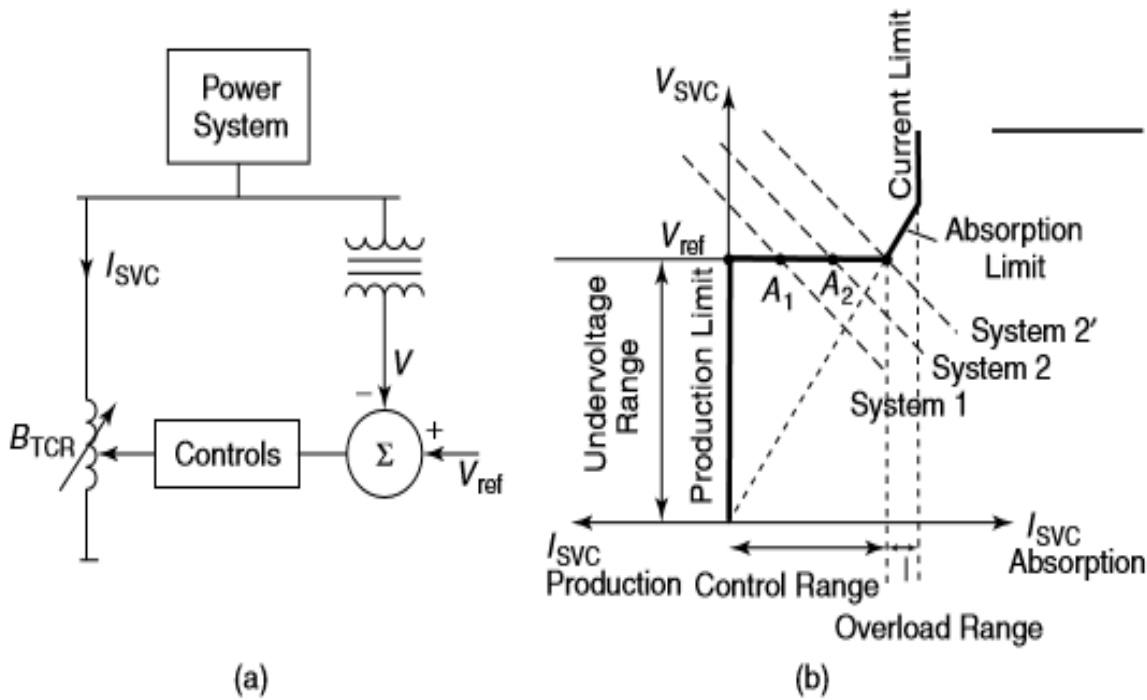 Power
System
I_SVC
V
−
+
B_TCR
Controls
Σ
V_ref
(a)
V_SVC
Current Limit
V_ref
Absorption
Limit
A_1
A_2
System 2′
System 2
System 1
Undervoltage
Range
Production Limit
I_SVC
Production
Control Range
I_SVC
Absorption
Overload Range
(b)